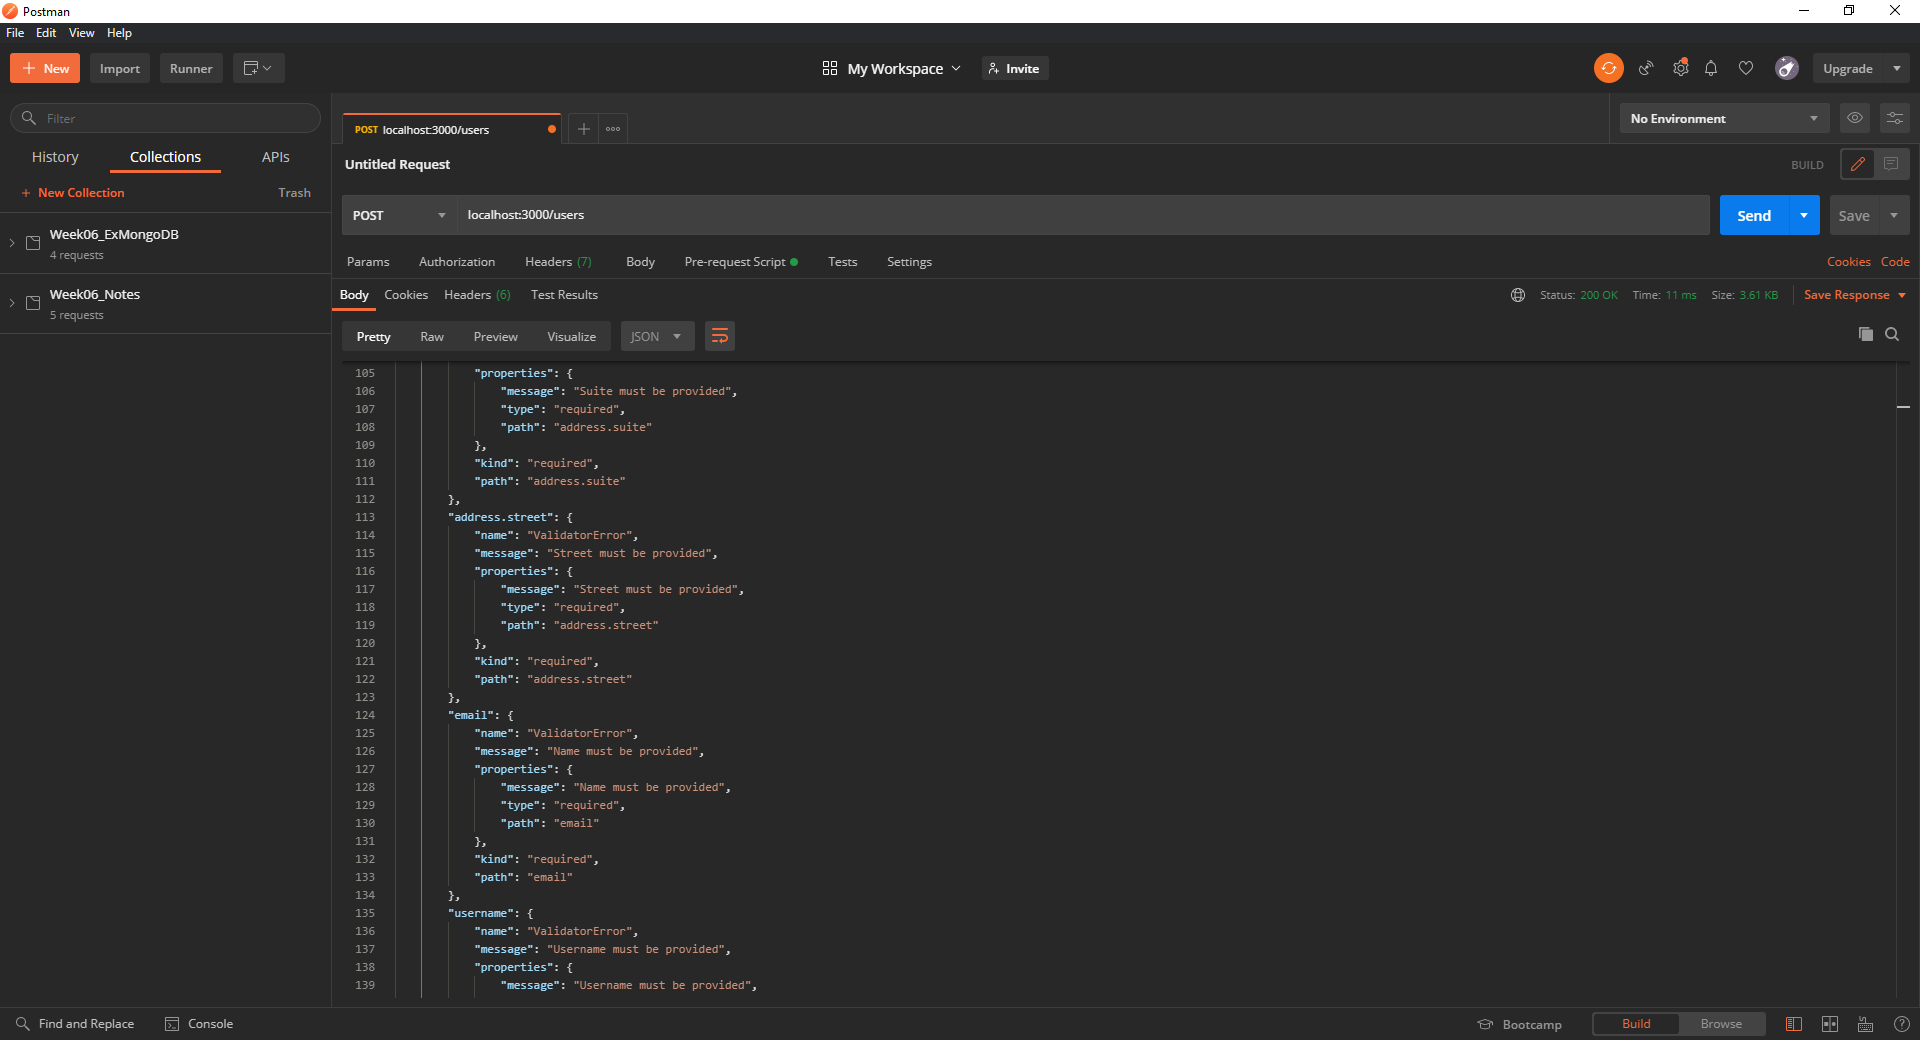 Postman
File Edit View Help
New Import Runner My Workspace Invite Upgrade
Filter
History Collections APIs
New Collection Trash
Week06_ExMongoDB
4 requests
Week06_Notes
5 requests
POST localhost:3000/users
No Environment
Untitled Request
BUILD
POST localhost:3000/users Send Save
Params Authorization Headers (7) Body Pre-request Script Tests Settings Cookies Code
Body Cookies Headers (6) Test Results Status: 200 OK Time: 11 ms Size: 3.61 KB Save Response
Pretty Raw Preview Visualize JSON
105 "properties": {
106 "message": "Suite must be provided",
107 "type": "required",
108 "path": "address.suite"
109 },
110 "kind": "required",
111 "path": "address.suite"
112 },
113 "address.street": {
114 "name": "ValidatorError",
115 "message": "Street must be provided",
116 "properties": {
117 "message": "Street must be provided",
118 "type": "required",
119 "path": "address.street"
120 },
121 "kind": "required",
122 "path": "address.street"
123 },
124 "email": {
125 "name": "ValidatorError",
126 "message": "Name must be provided",
127 "properties": {
128 "message": "Name must be provided",
129 "type": "required",
130 "path": "email"
131 },
132 "kind": "required",
133 "path": "email"
134 },
135 "username": {
136 "name": "ValidatorError",
137 "message": "Username must be provided",
138 "properties": {
139 "message": "Username must be provided",
Find and Replace Console Bootcamp Build Browse